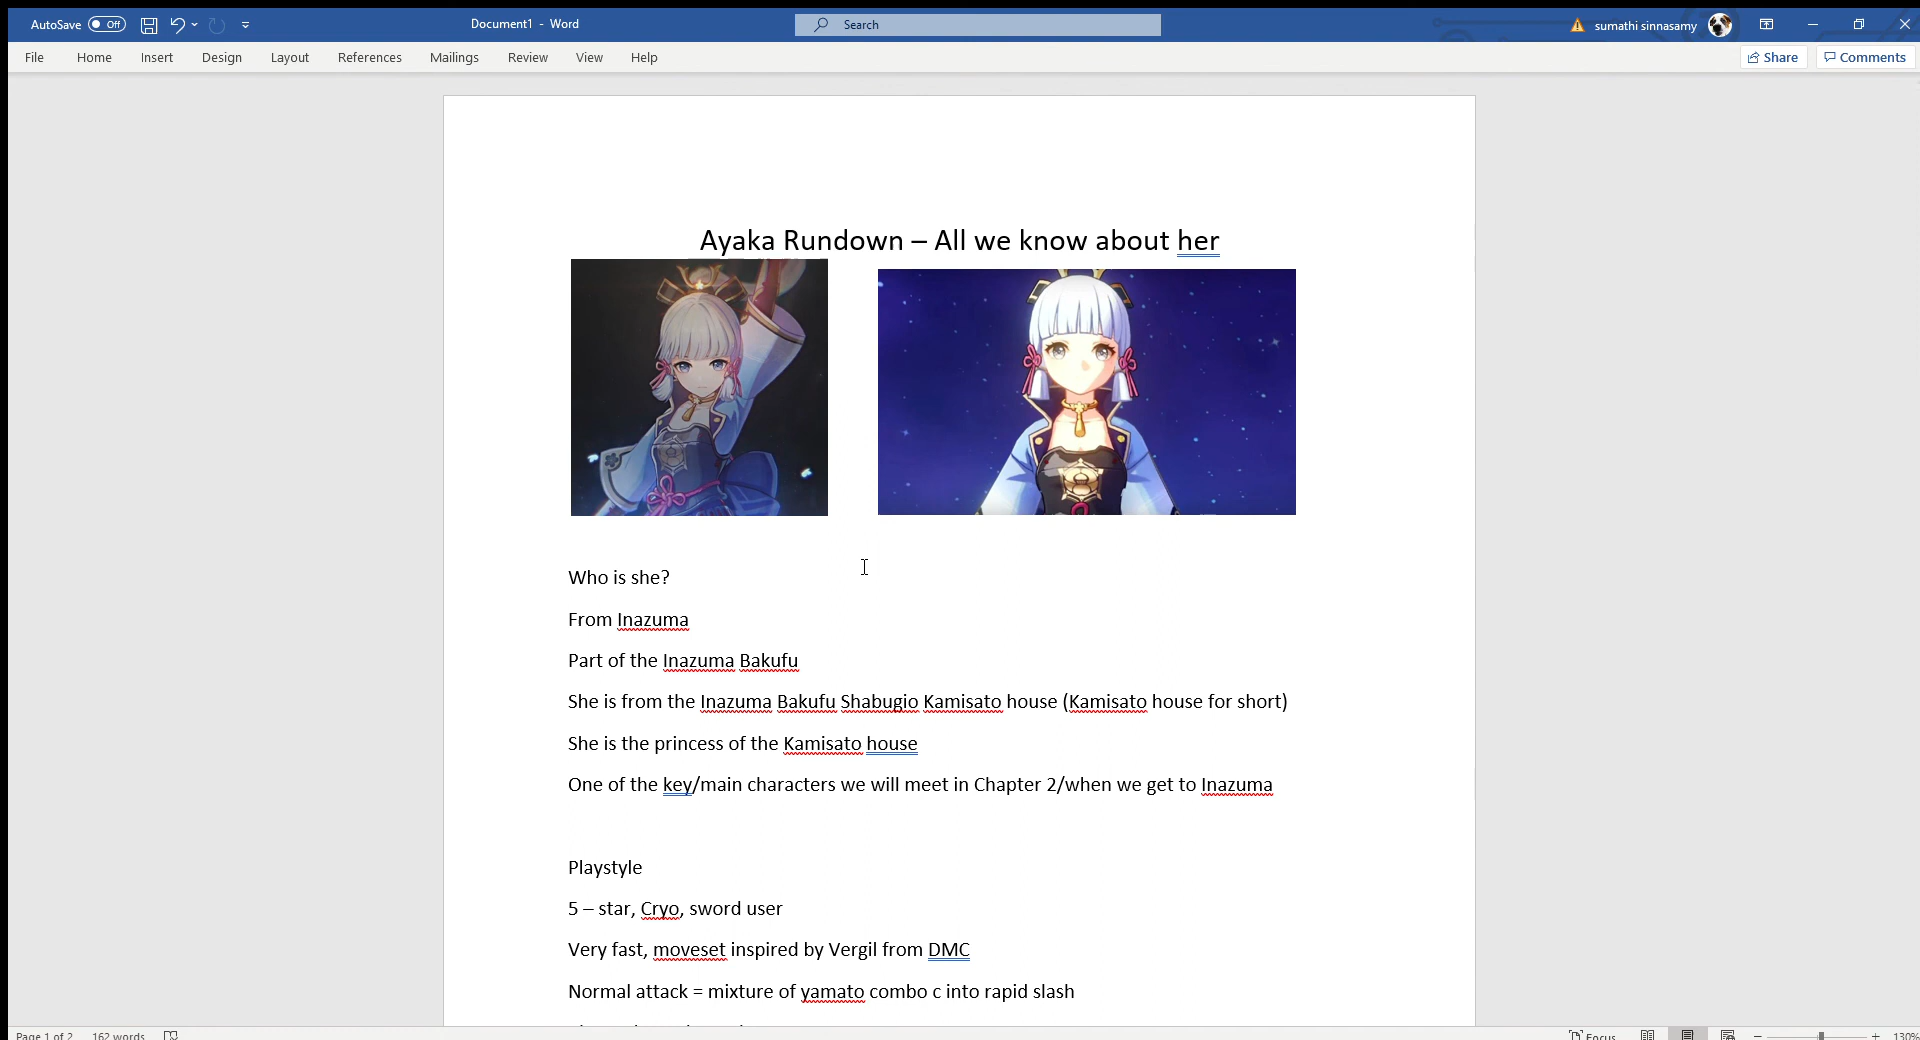 AutoSave Off
Document1 - Word
Search
sumathi sinnasamy
File Home Insert Design Layout References Mailings Review View Help
Share Comments
Ayaka Rundown – All we know about her
Who is she?
From Inazuma
Part of the Inazuma Bakufu
She is from the Inazuma Bakufu Shabugio Kamisato house (Kamisato house for short)
She is the princess of the Kamisato house
One of the key/main characters we will meet in Chapter 2/when we get to Inazuma
Playstyle
5 – star, Cryo, sword user
Very fast, moveset inspired by Vergil from DMC
Normal attack = mixture of yamato combo c into rapid slash
Page 1 of 2 162 words
Focus
130%